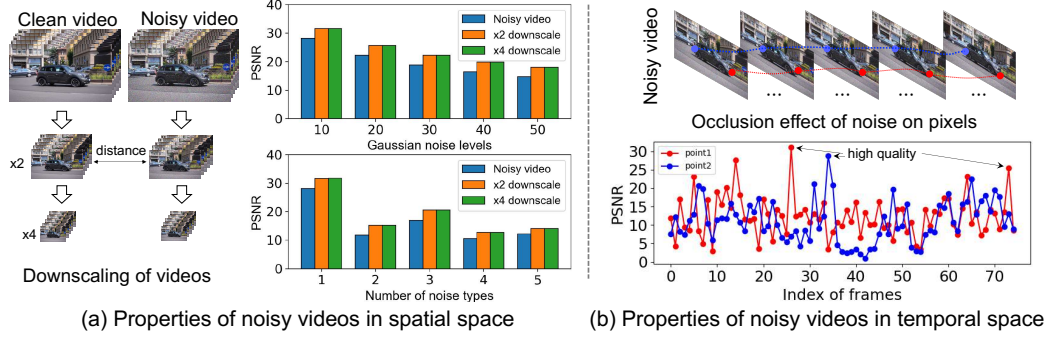 Clean video
Noisy video
x2
distance
x4
Downscaling of videos
PSNR
40
30
20
10
0
Noisy video
x2 downscale
x4 downscale
10 20 30 40 50
Gaussian noise levels
PSNR
40
30
20
10
0
Noisy video
x2 downscale
x4 downscale
1 2 3 4 5
Number of noise types
(a) Properties of noisy videos in spatial space
Noisy video
... ... ... ...
Occlusion effect of noise on pixels
PSNR
30
25
20
15
10
5
point1
point2
high quality
0 10 20 30 40 50 60 70
Index of frames
(b) Properties of noisy videos in temporal space